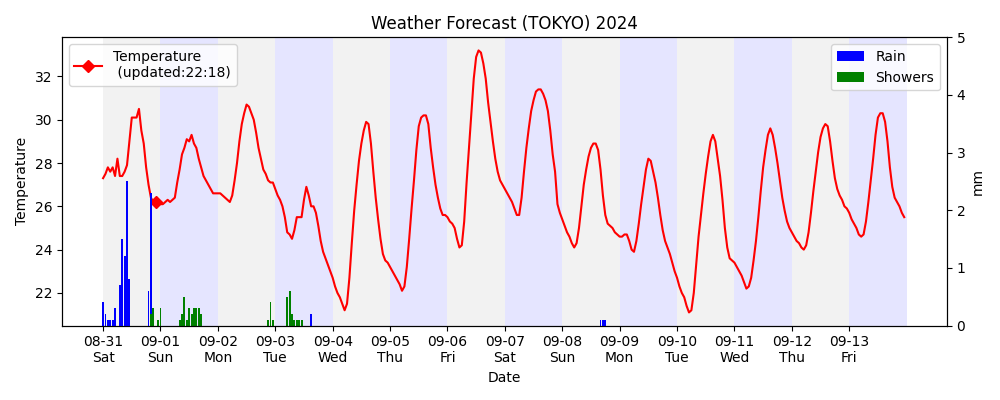 Weather Forecast (TOKYO) 2024
Temperature
(updated:22:18)
Rain
Showers
Temperature
32
30
28
26
24
22
5
4
3
2
1
0
mm
08-31 09-01 09-02 09-03 09-04 09-05 09-06 09-07 09-08 09-09 09-10 09-11 09-12 09-13
Sat Sun Mon Tue Wed Thu Fri Sat Sun Mon Tue Wed Thu Fri
Date